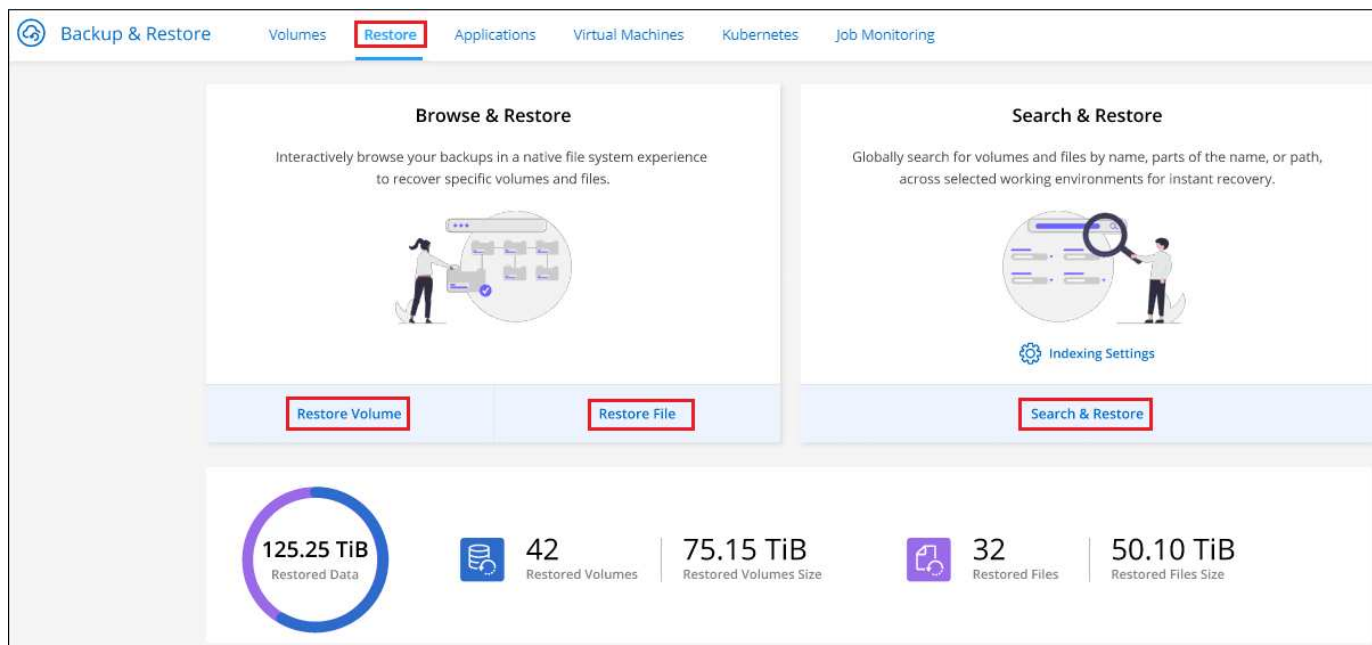 Backup & Restore
Volumes
Restore
Applications
Virtual Machines
Kubernetes
Job Monitoring
Browse & Restore
Interactively browse your backups in a native file system experience
to recover specific volumes and files.
Restore Volume
Restore File
Search & Restore
Globally search for volumes and files by name, parts of the name, or path,
across selected working environments for instant recovery.
Indexing Settings
Search & Restore
125.25 TiB
Restored Data
42
Restored Volumes
75.15 TiB
Restored Volumes Size
32
Restored Files
50.10 TiB
Restored Files Size